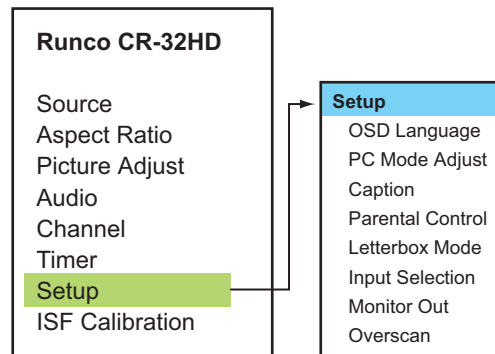 Runco CR-32HD
Source
Aspect Ratio
Picture Adjust
Audio
Channel
Timer
Setup
ISF Calibration
Setup
OSD Language
PC Mode Adjust
Caption
Parental Control
Letterbox Mode
Input Selection
Monitor Out
Overscan